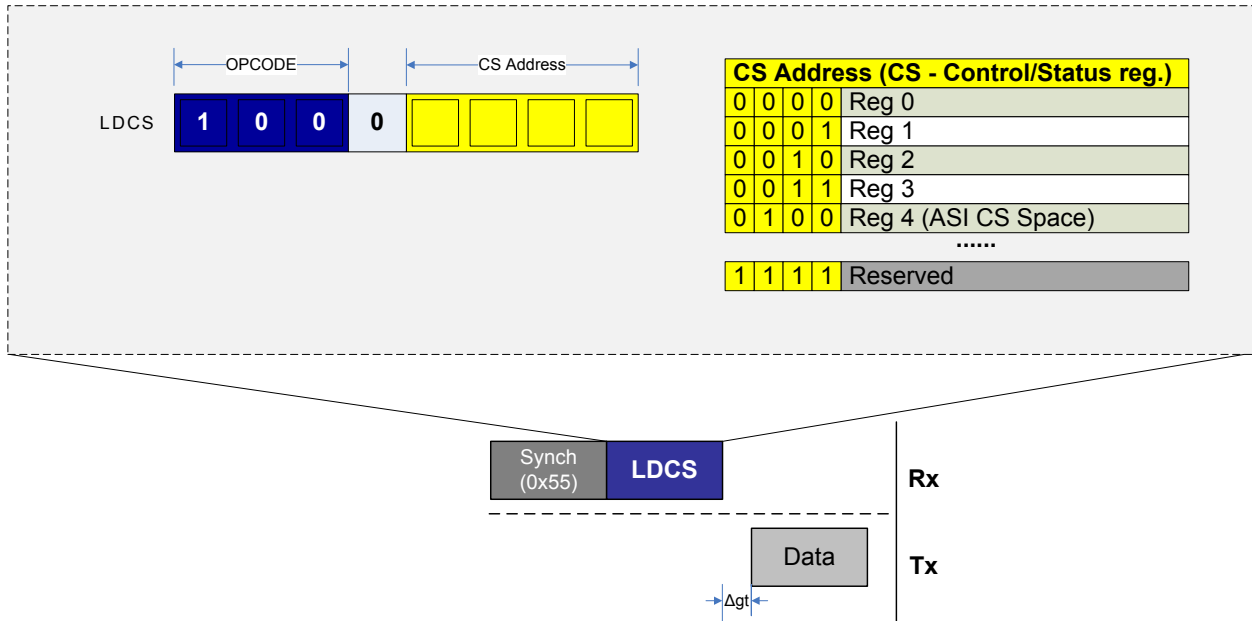 OPCODE
CS Address
LDCS
1 0 0 0
CS Address (CS - Control/Status reg.)
0 0 0 0 Reg 0
0 0 0 1 Reg 1
0 0 1 0 Reg 2
0 0 1 1 Reg 3
0 1 0 0 Reg 4 (ASI CS Space)
......
1 1 1 1 Reserved
Synch
(0x55)
LDCS
Rx
Data
Tx
Δgt